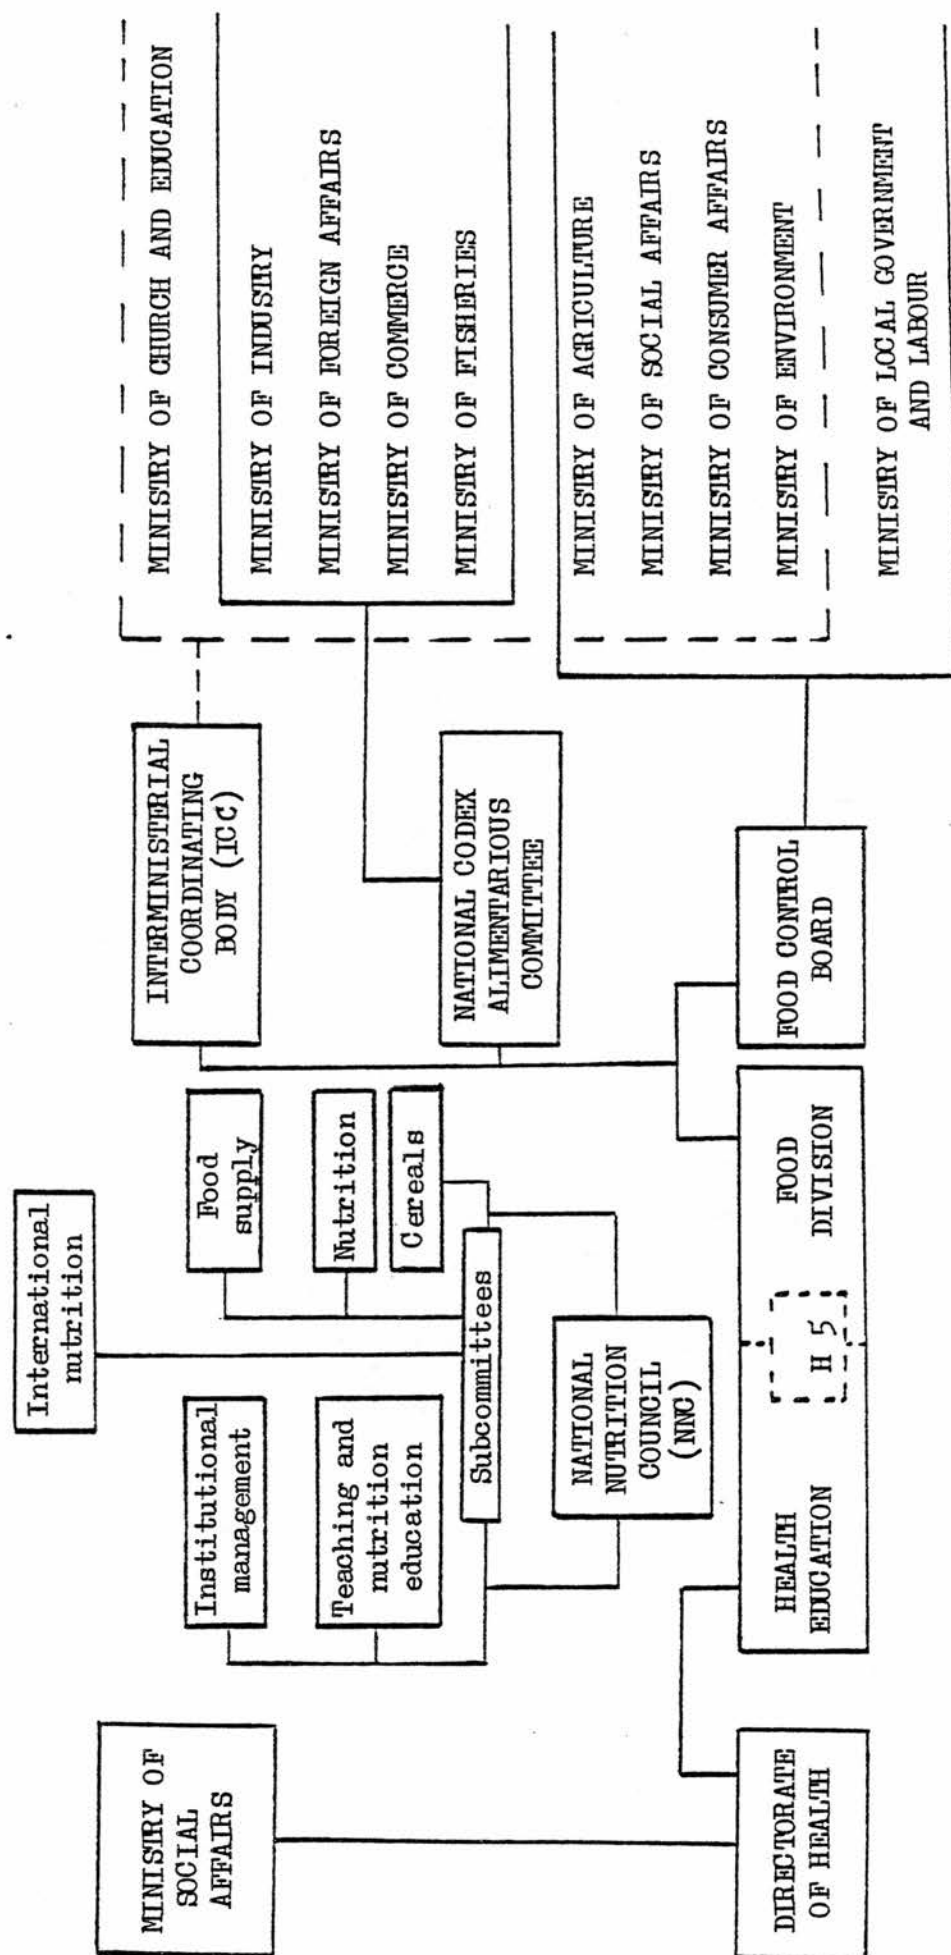 MINISTRY OF
SOCIAL
AFFAIRS
DIRECTORATE
OF HEALTH
International
nutrition
Institutional
management
Teaching and
nutrition
education
Food
supply
Nutrition
Cereals
Subcommittees
NATIONAL
NUTRITION
COUNCIL
(NNC)
HEALTH
EDUCATION
H 5
FOOD
DIVISION
INTERMINISTERIAL
COORDINATING
BODY (ICC)
NATIONAL CODEX
ALIMENTARIOUS
COMMITTEE
FOOD CONTROL
BOARD
MINISTRY OF CHURCH AND EDUCATION
MINISTRY OF INDUSTRY
MINISTRY OF FOREIGN AFFAIRS
MINISTRY OF COMMERCE
MINISTRY OF FISHERIES
MINISTRY OF AGRICULTURE
MINISTRY OF SOCIAL AFFAIRS
MINISTRY OF CONSUMER AFFAIRS
MINISTRY OF ENVIRONMENT
MINISTRY OF LOCAL GOVERNMENT
AND LABOUR